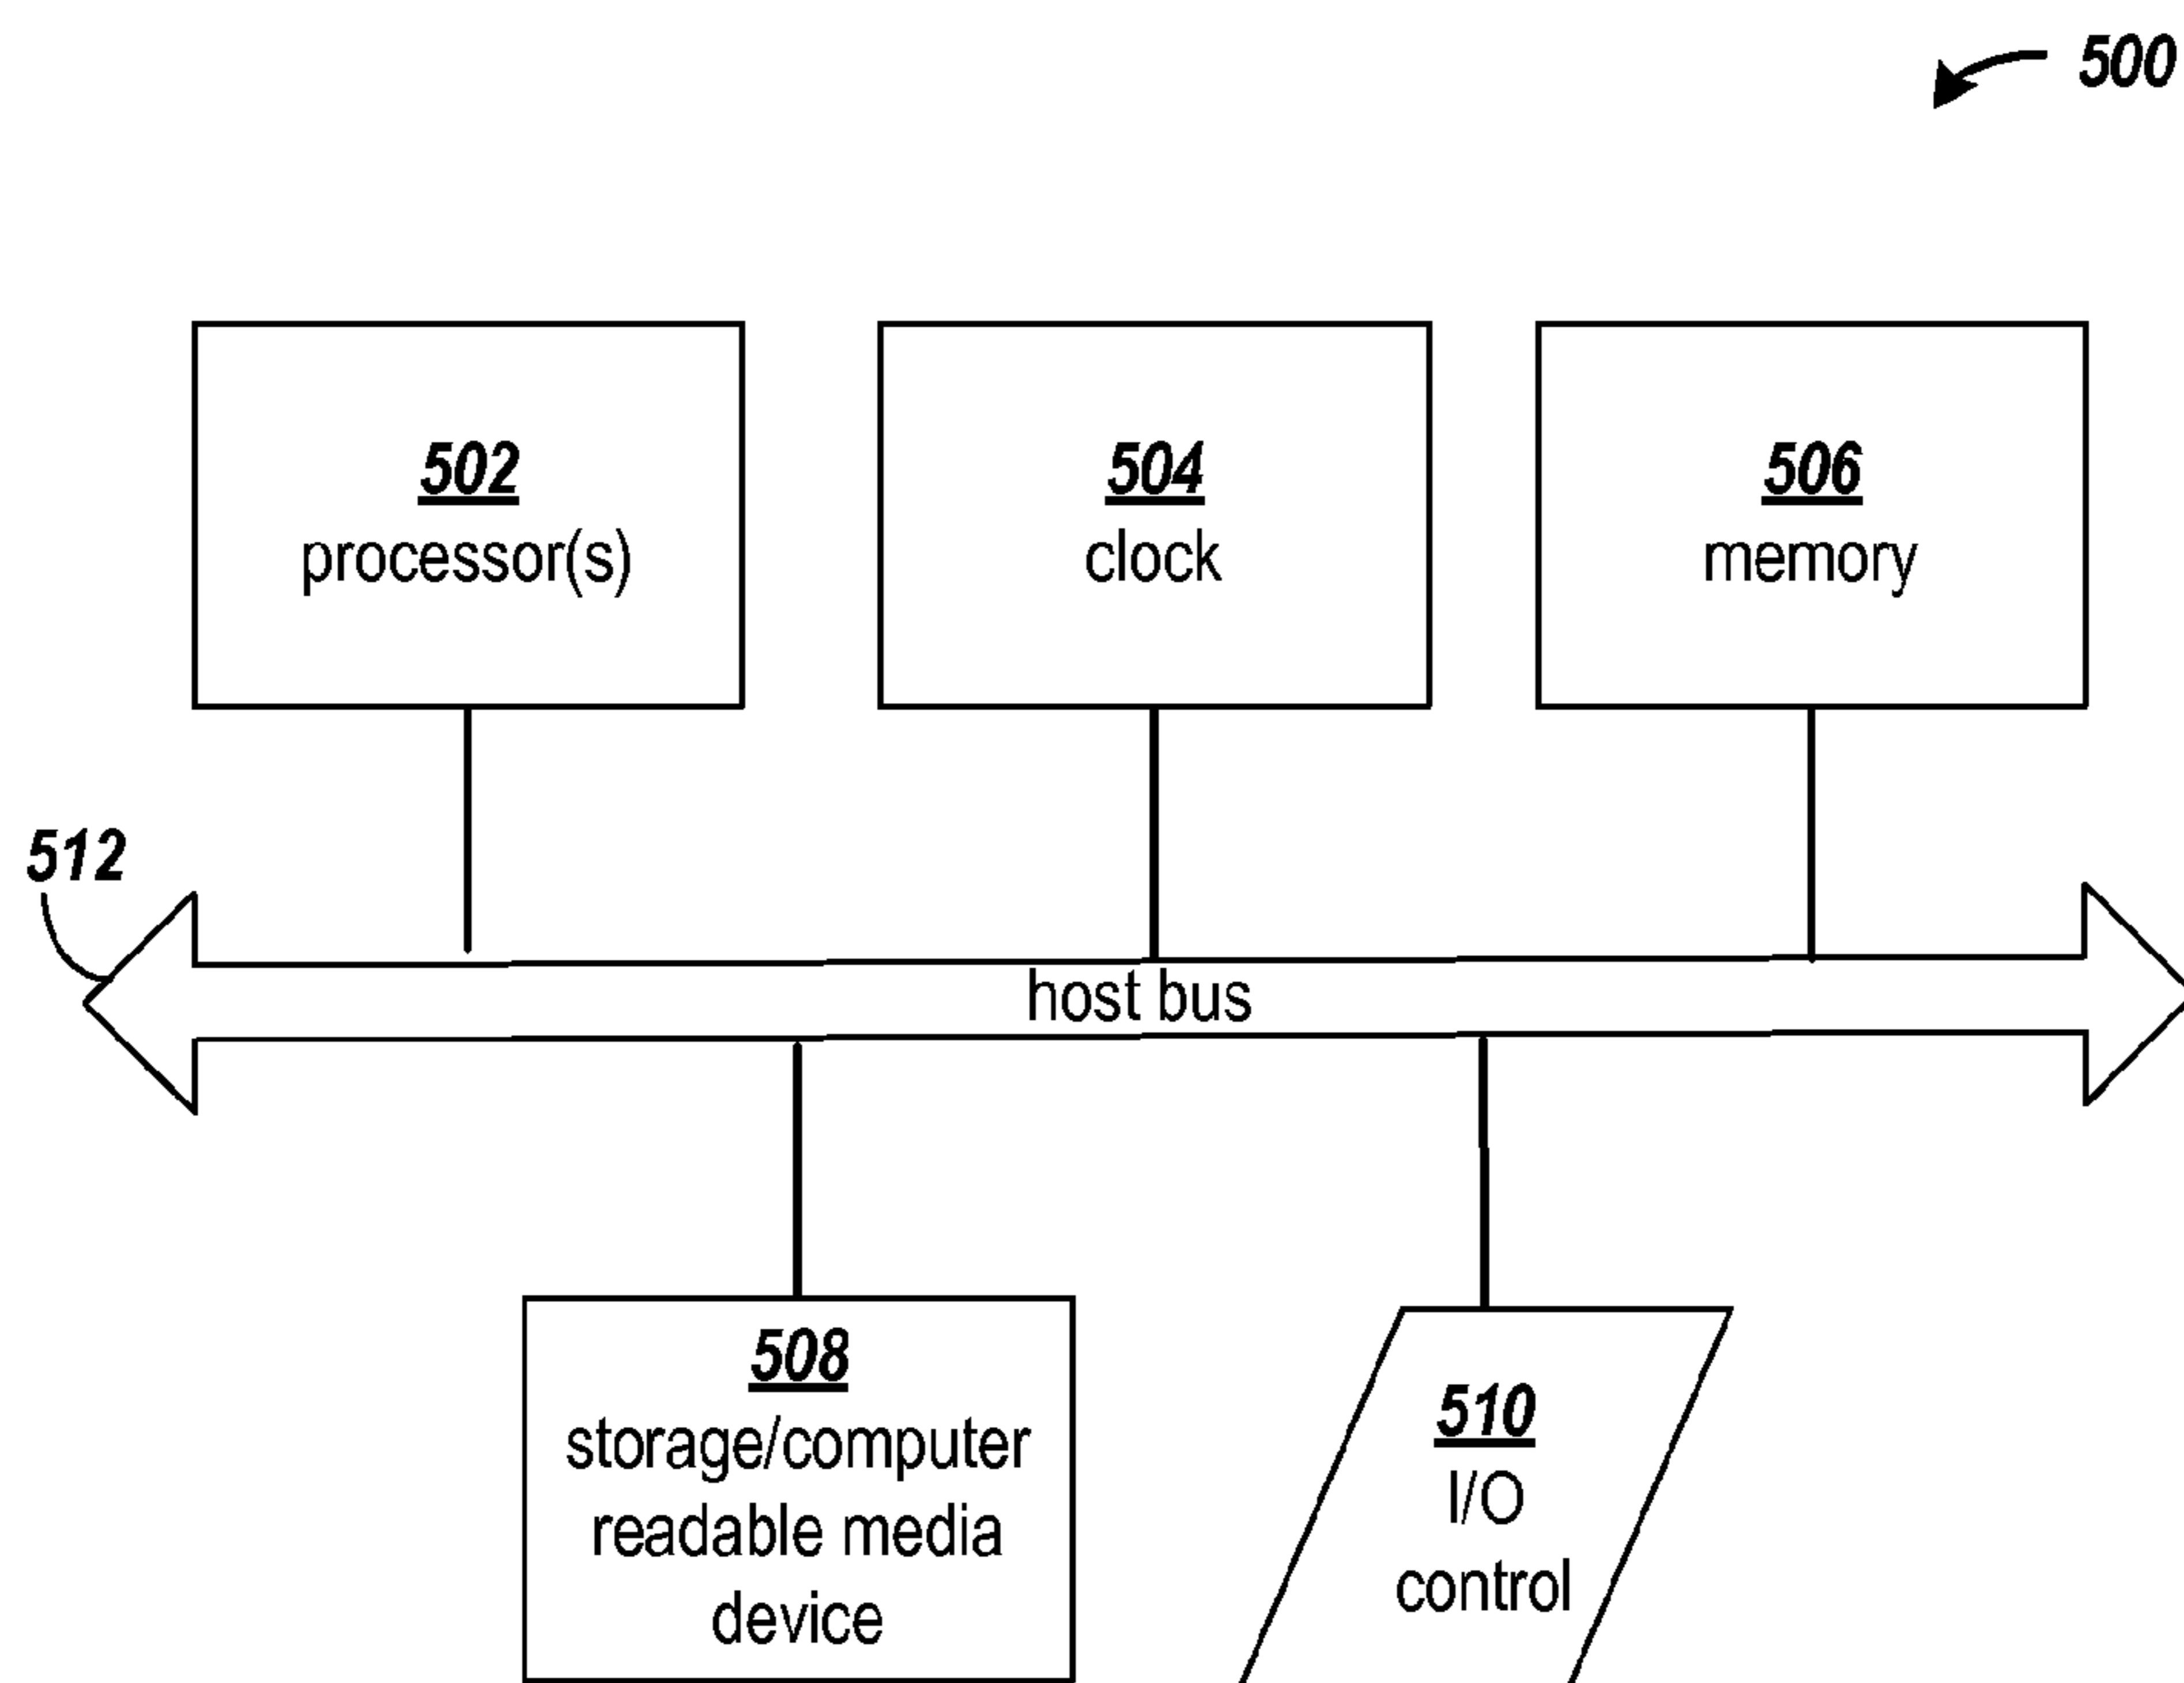 500
502
processor(s)
504
clock
506
memory
512
host bus
508
storage/computer
readable media
device
510
I/O
control